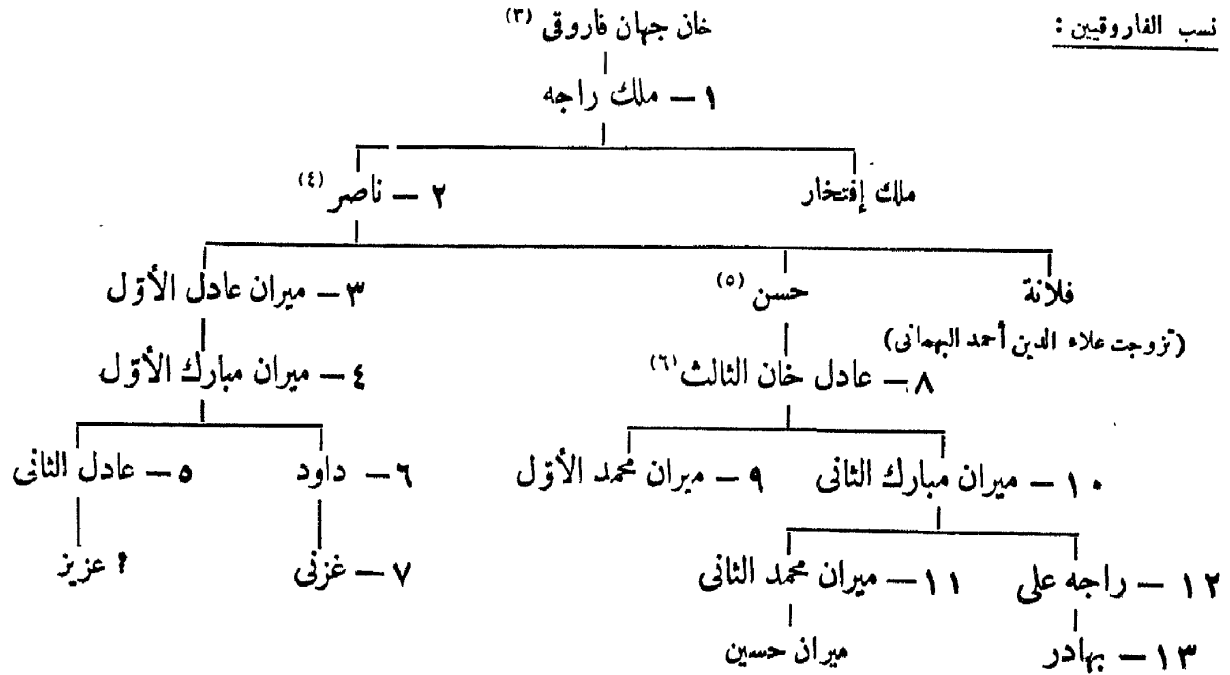 نسب الفاروقيين :
خان جهان فاروقى (٣)
١ — ملك راجه
ملك إفتخار
٢ — ناصر (٤)
فلانة
(تزوجت علاء الدين أحمد البهمانى)
حسن (٥)
٣ — ميران عادل الأوّل
٨ — عادل خان الثالث (٦)
٤ — ميران مبارك الأوّل
١٠ — ميران مبارك الثانى
٩ — ميران محمد الأوّل
٦ — داود
٥ — عادل الثانى
١٢ — راجه على
١١ — ميران محمد الثانى
٧ — غزنى
؟ عزيز
١٣ — بهادر
ميران حسين